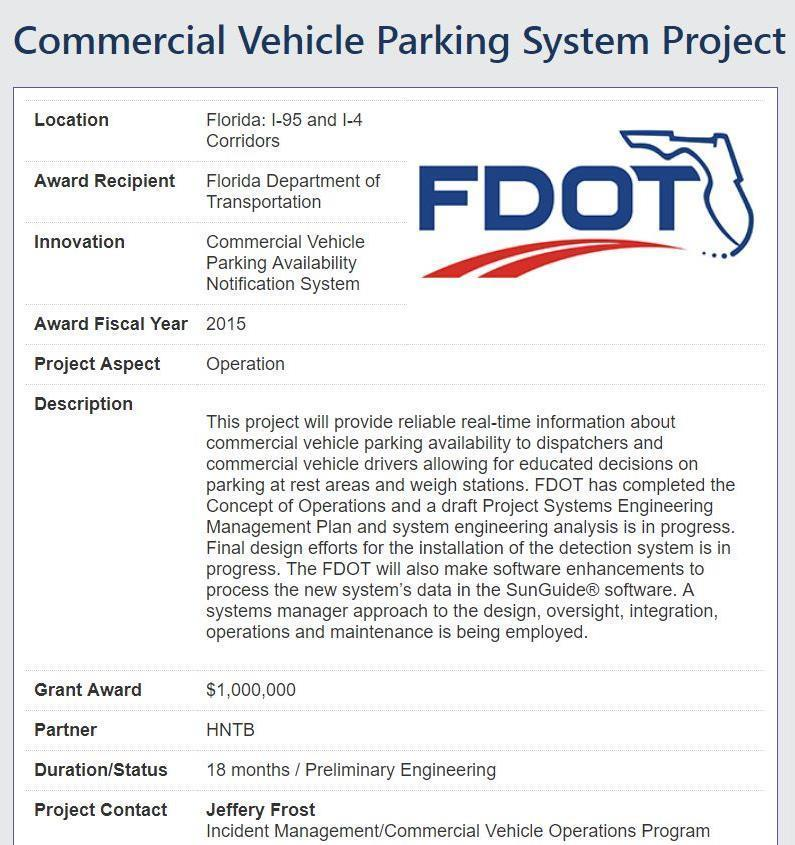 Commercial Vehicle Parking System Project
Location
Florida: I-95 and I-4
Corridors
FDOT
Award Recipient
Florida Department of
Transportation
Innovation
Commercial Vehicle
Parking Availability
Notification System
Award Fiscal Year
2015
Project Aspect
Operation
Description
This project will provide reliable real-time information about
commercial vehicle parking availability to dispatchers and
commercial vehicle drivers allowing for educated decisions on
parking at rest areas and weigh stations. FDOT has completed the
Concept of Operations and a draft Project Systems Engineering
Management Plan and system engineering analysis is in progress.
Final design efforts for the installation of the detection system is in
progress. The FDOT will also make software enhancements to
process the new system’s data in the SunGuide® software. A
systems manager approach to the design, oversight, integration,
operations and maintenance is being employed.
Grant Award
$1,000,000
Partner
HNTB
Duration/Status
18 months / Preliminary Engineering
Project Contact
Jeffery Frost
Incident Management/Commercial Vehicle Operations Program